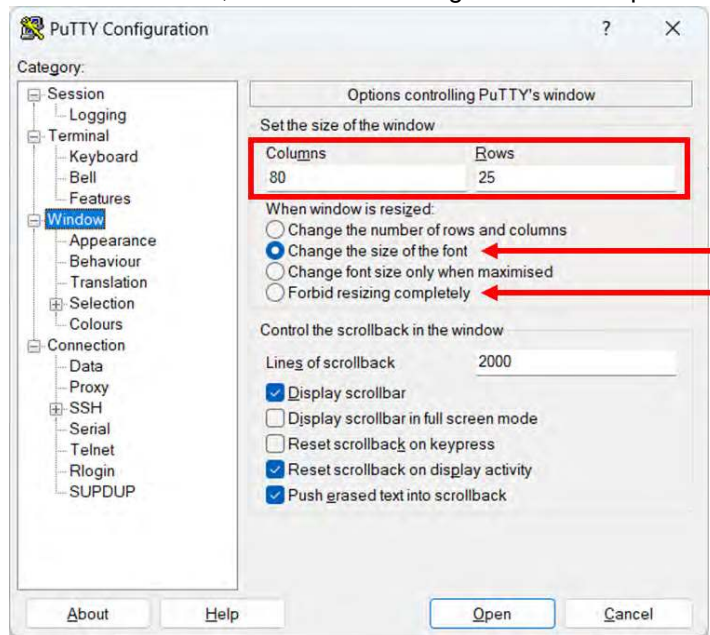 PuTTY Configuration ? X
Category:
Session
Logging
Terminal
Keyboard
Bell
Features
Window
Appearance
Behaviour
Translation
Selection
Colours
Connection
Data
Proxy
SSH
Serial
Telnet
Rlogin
SUPDUP
Options controlling PuTTY's window
Set the size of the window
Columns Rows
80 25
When window is resized:
Change the number of rows and columns
Change the size of the font
Change font size only when maximised
Forbid resizing completely
Control the scrollback in the window
Lines of scrollback 2000
Display scrollbar
Display scrollbar in full screen mode
Reset scrollback on keypress
Reset scrollback on display activity
Push erased text into scrollback
About Help Open Cancel